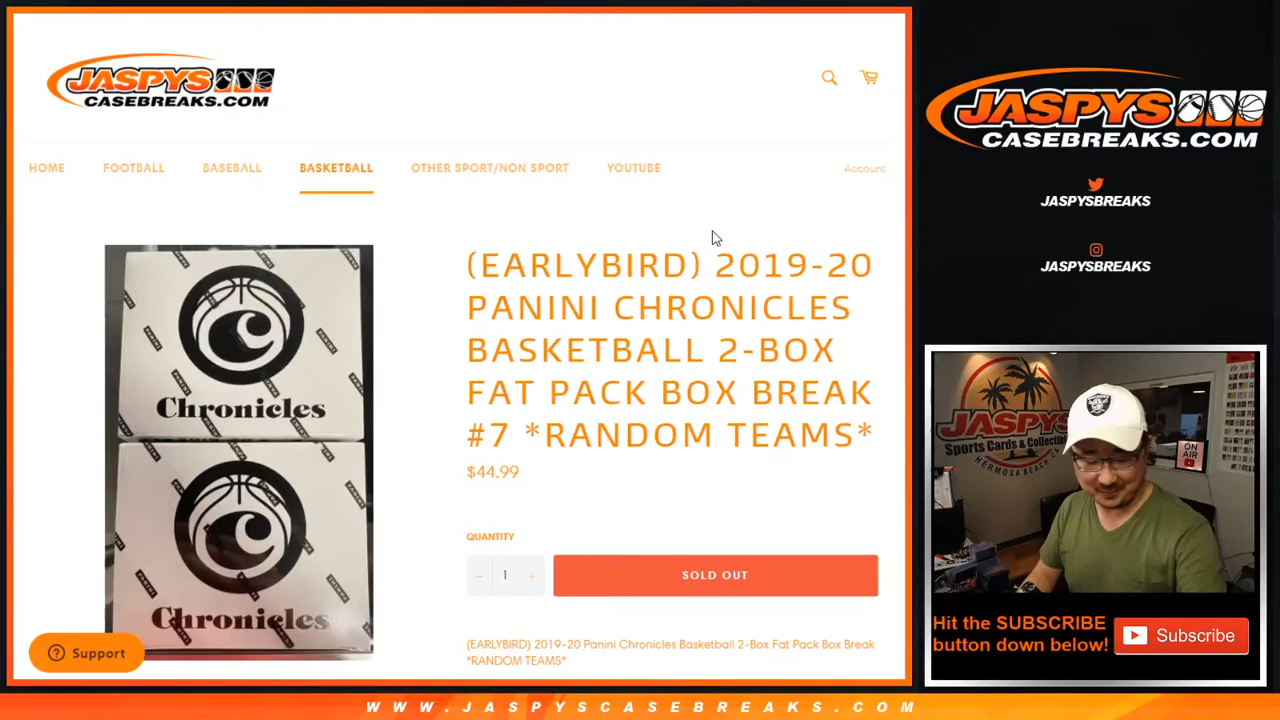 JASPYS
CASEBREAKS.COM
HOME FOOTBALL BASEBALL BASKETBALL OTHER SPORT/NON SPORT YOUTUBE Account
Chronicles
PANINI
Chronicles
PANINI
(EARLYBIRD) 2019-20
PANINI CHRONICLES
BASKETBALL 2-BOX
FAT PACK BOX BREAK
#7 *RANDOM TEAMS*
$44.99
QUANTITY
− 1 +
SOLD OUT
(EARLYBIRD) 2019-20 Panini Chronicles Basketball 2-Box Fat Pack Box Break
*RANDOM TEAMS*
Support
JASPYS
CASEBREAKS.COM
JASPYSBREAKS
JASPYSBREAKS
JASPYS
Sports Cards & Collectibles
HERMOSA BEACH, CA
ON
AIR
Hit the SUBSCRIBE
button down below!
Subscribe
WWW.JASPYSCASEBREAKS.COM